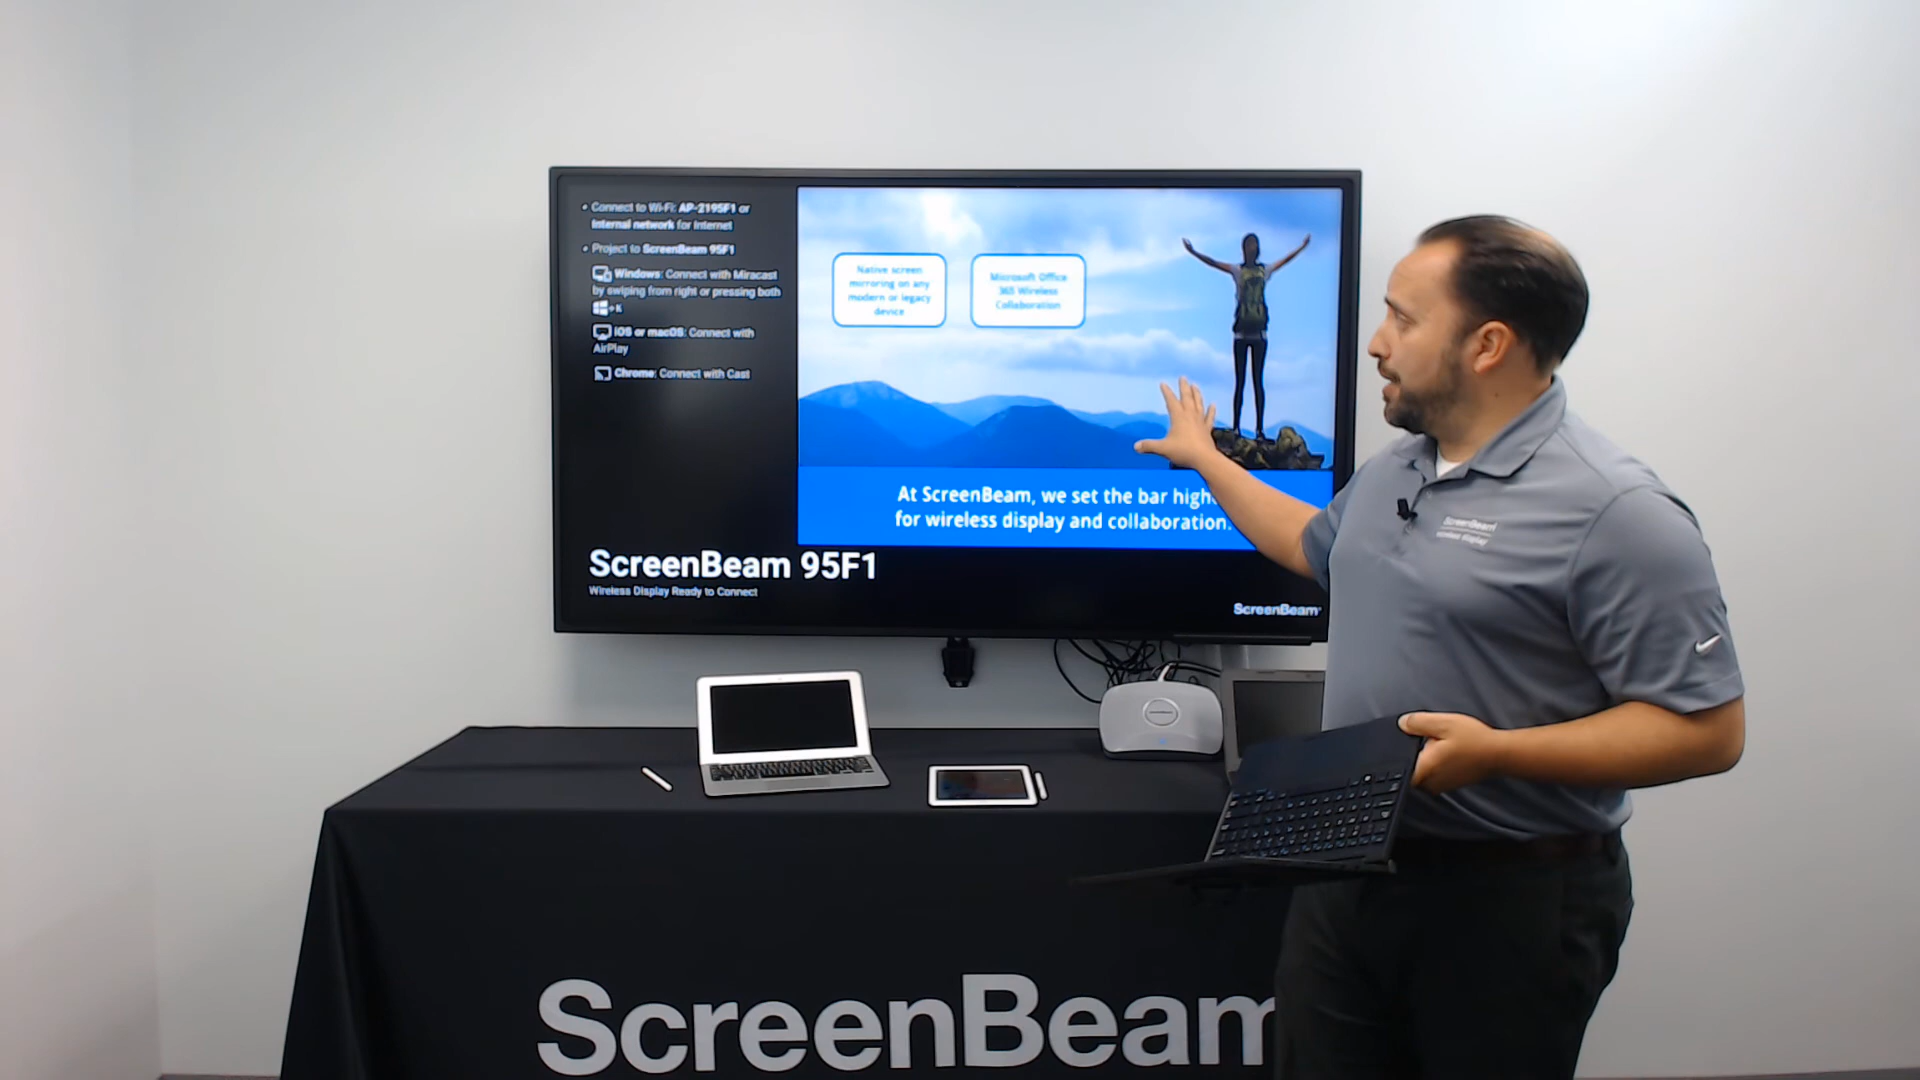 • Connect to Wi-Fi: AP-2195F1 or
Internal network for Internet
• Project to ScreenBeam 95F1
Windows: Connect with Miracast
by swiping from right or pressing both
+K
iOS or macOS: Connect with
AirPlay
Chrome: Connect with Cast
Native screen
mirroring on any
modern or legacy
device
Microsoft Office
365 Wireless
Collaboration
At ScreenBeam, we set the bar high
for wireless display and collaboration.
ScreenBeam 95F1
Wireless Display Ready to Connect
ScreenBeam
ScreenBeam
wireless display
ScreenBeam